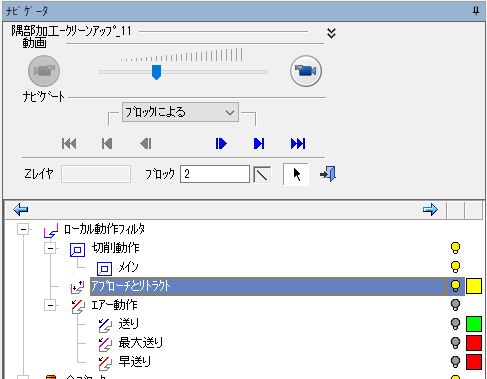 ﾅﾋﾞｹﾞｰﾀ
隅部加工ｰクリーンアップ_11
動画
ﾅﾋﾞｹﾞｰﾄ
ﾌﾞﾛｯｸによる
Zﾚｲﾔ ﾌﾞﾛｯｸ 2
ﾛｰｶﾙ動作ﾌｨﾙﾀ
切削動作
ﾒｲﾝ
ｱﾌﾟﾛｰﾁとﾘﾄﾗｸﾄ
ｴｱｰ動作
送り
最大送り
早送り